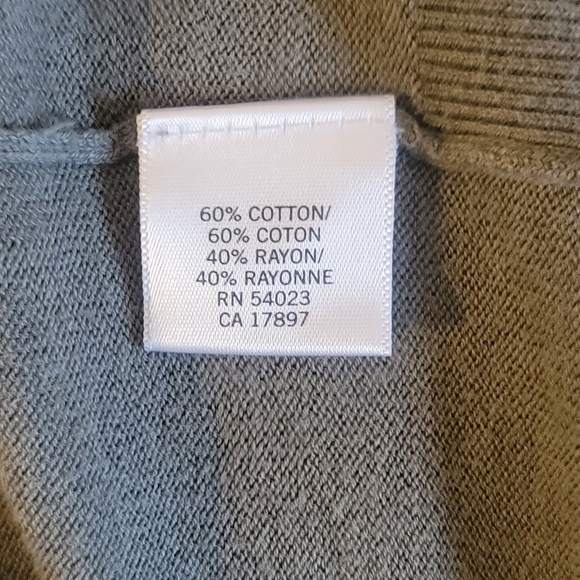 60% COTTON/
60% COTON
40% RAYON/
40% RAYONNE
RN 54023
CA 17897